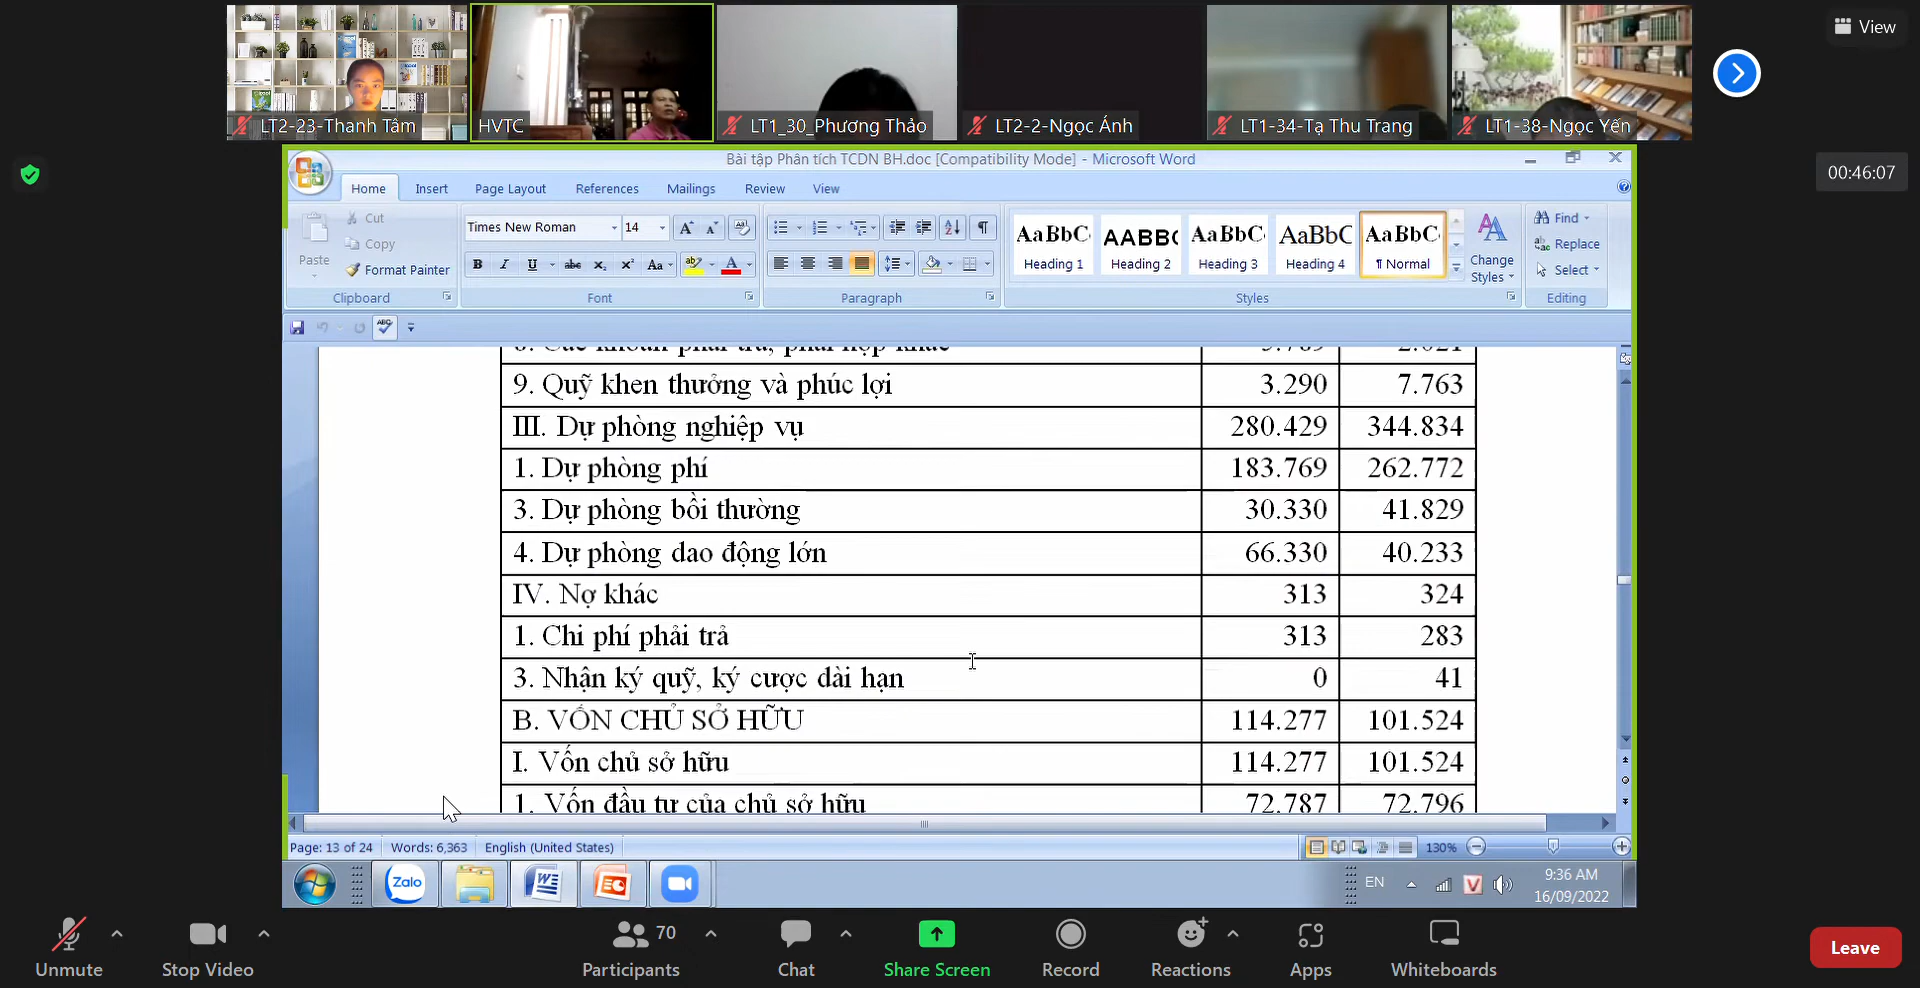 View
LT2-23-Thanh Tâm
HVTC
LT1_30_Phương Thảo
LT2-2-Ngọc Ánh
LT1-34-Tạ Thu Trang
LT1-38-Ngọc Yến
00:46:07
Bài tập Phân tích TCDN BH.doc [Compatibility Mode] - Microsoft Word
Home Insert Page Layout References Mailings Review View
Paste
Cut
Copy
Format Painter
Clipboard
Times New Roman 14
Font
Paragraph
AaBbC AABBC AaBbC AaBbC AaBbC
Heading 1 Heading 2 Heading 3 Heading 4 ¶ Normal
Change Styles
Styles
Find
Replace
Select
Editing
9. Quỹ khen thưởng và phúc lợi 3.290 7.763
III. Dự phòng nghiệp vụ 280.429 344.834
1. Dự phòng phí 183.769 262.772
3. Dự phòng bồi thường 30.330 41.829
4. Dự phòng dao động lớn 66.330 40.233
IV. Nợ khác 313 324
1. Chi phí phải trả 313 283
3. Nhận ký quỹ, ký cược dài hạn 0 41
B. VỐN CHỦ SỞ HỮU 114.277 101.524
I. Vốn chủ sở hữu 114.277 101.524
1. Vốn đầu tư của chủ sở hữu 72.787 72.796
Page: 13 of 24 Words: 6,363 English (United States) 130%
Zalo
EN
9:36 AM
16/09/2022
Unmute
Stop Video
70
Participants
Chat
Share Screen
Record
Reactions
Apps
Whiteboards
Leave